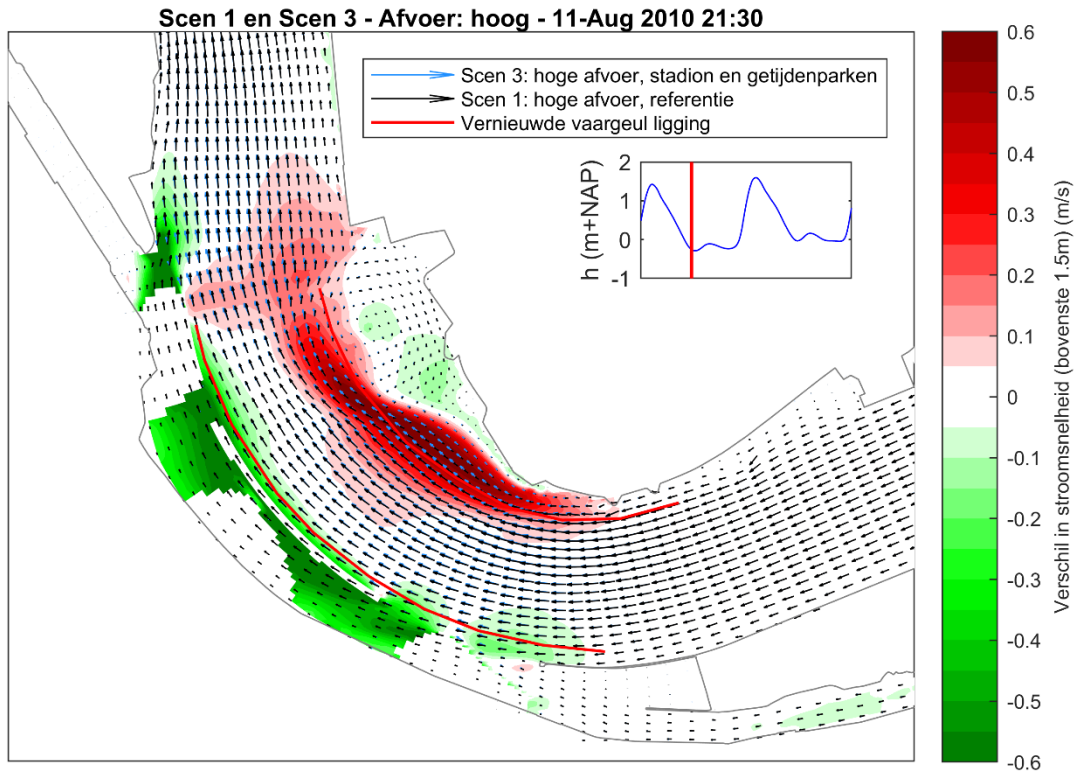 Scen 1 en Scen 3 - Afvoer: hoog - 11-Aug 2010 21:30
Scen 3: hoge afvoer, stadion en getijdenparken
Scen 1: hoge afvoer, referentie
Vernieuwde vaargeul ligging
h (m+NAP)
2
1
0
-1
0.6
0.5
0.4
0.3
0.2
0.1
0
-0.1
-0.2
-0.3
-0.4
-0.5
-0.6
Verschil in stroomsnelheid (bovenste 1.5m) (m/s)